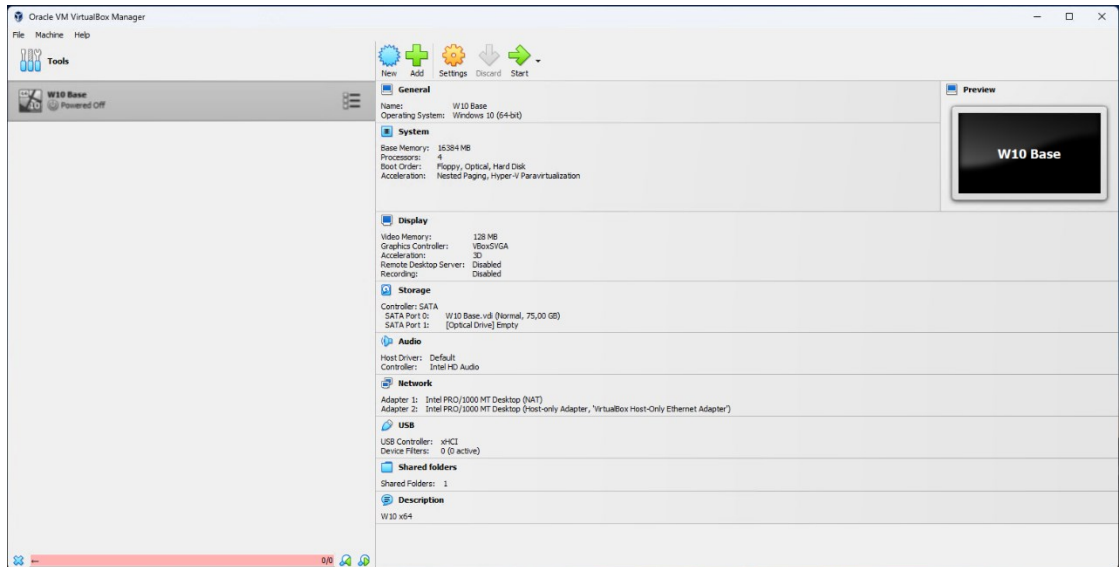 Oracle VM VirtualBox Manager
File Machine Help
Tools
New Add Settings Discard Start
W10 Base
Powered Off
General
Name: W10 Base
Operating System: Windows 10 (64-bit)
Preview
W10 Base
System
Base Memory: 16384 MB
Processors: 4
Boot Order: Floppy, Optical, Hard Disk
Acceleration: Nested Paging, Hyper-V Paravirtualization
Display
Video Memory: 128 MB
Graphics Controller: VBoxSVGA
Acceleration: 3D
Remote Desktop Server: Disabled
Recording: Disabled
Storage
Controller: SATA
SATA Port 0: W10 Base.vdi (Normal, 75,00 GB)
SATA Port 1: [Optical Drive] Empty
Audio
Host Driver: Default
Controller: Intel HD Audio
Network
Adapter 1: Intel PRO/1000 MT Desktop (NAT)
Adapter 2: Intel PRO/1000 MT Desktop (Host-only Adapter, 'VirtualBox Host-Only Ethernet Adapter')
USB
USB Controller: xHCI
Device Filters: 0 (0 active)
Shared folders
Shared Folders: 1
Description
W10 x64
0/0